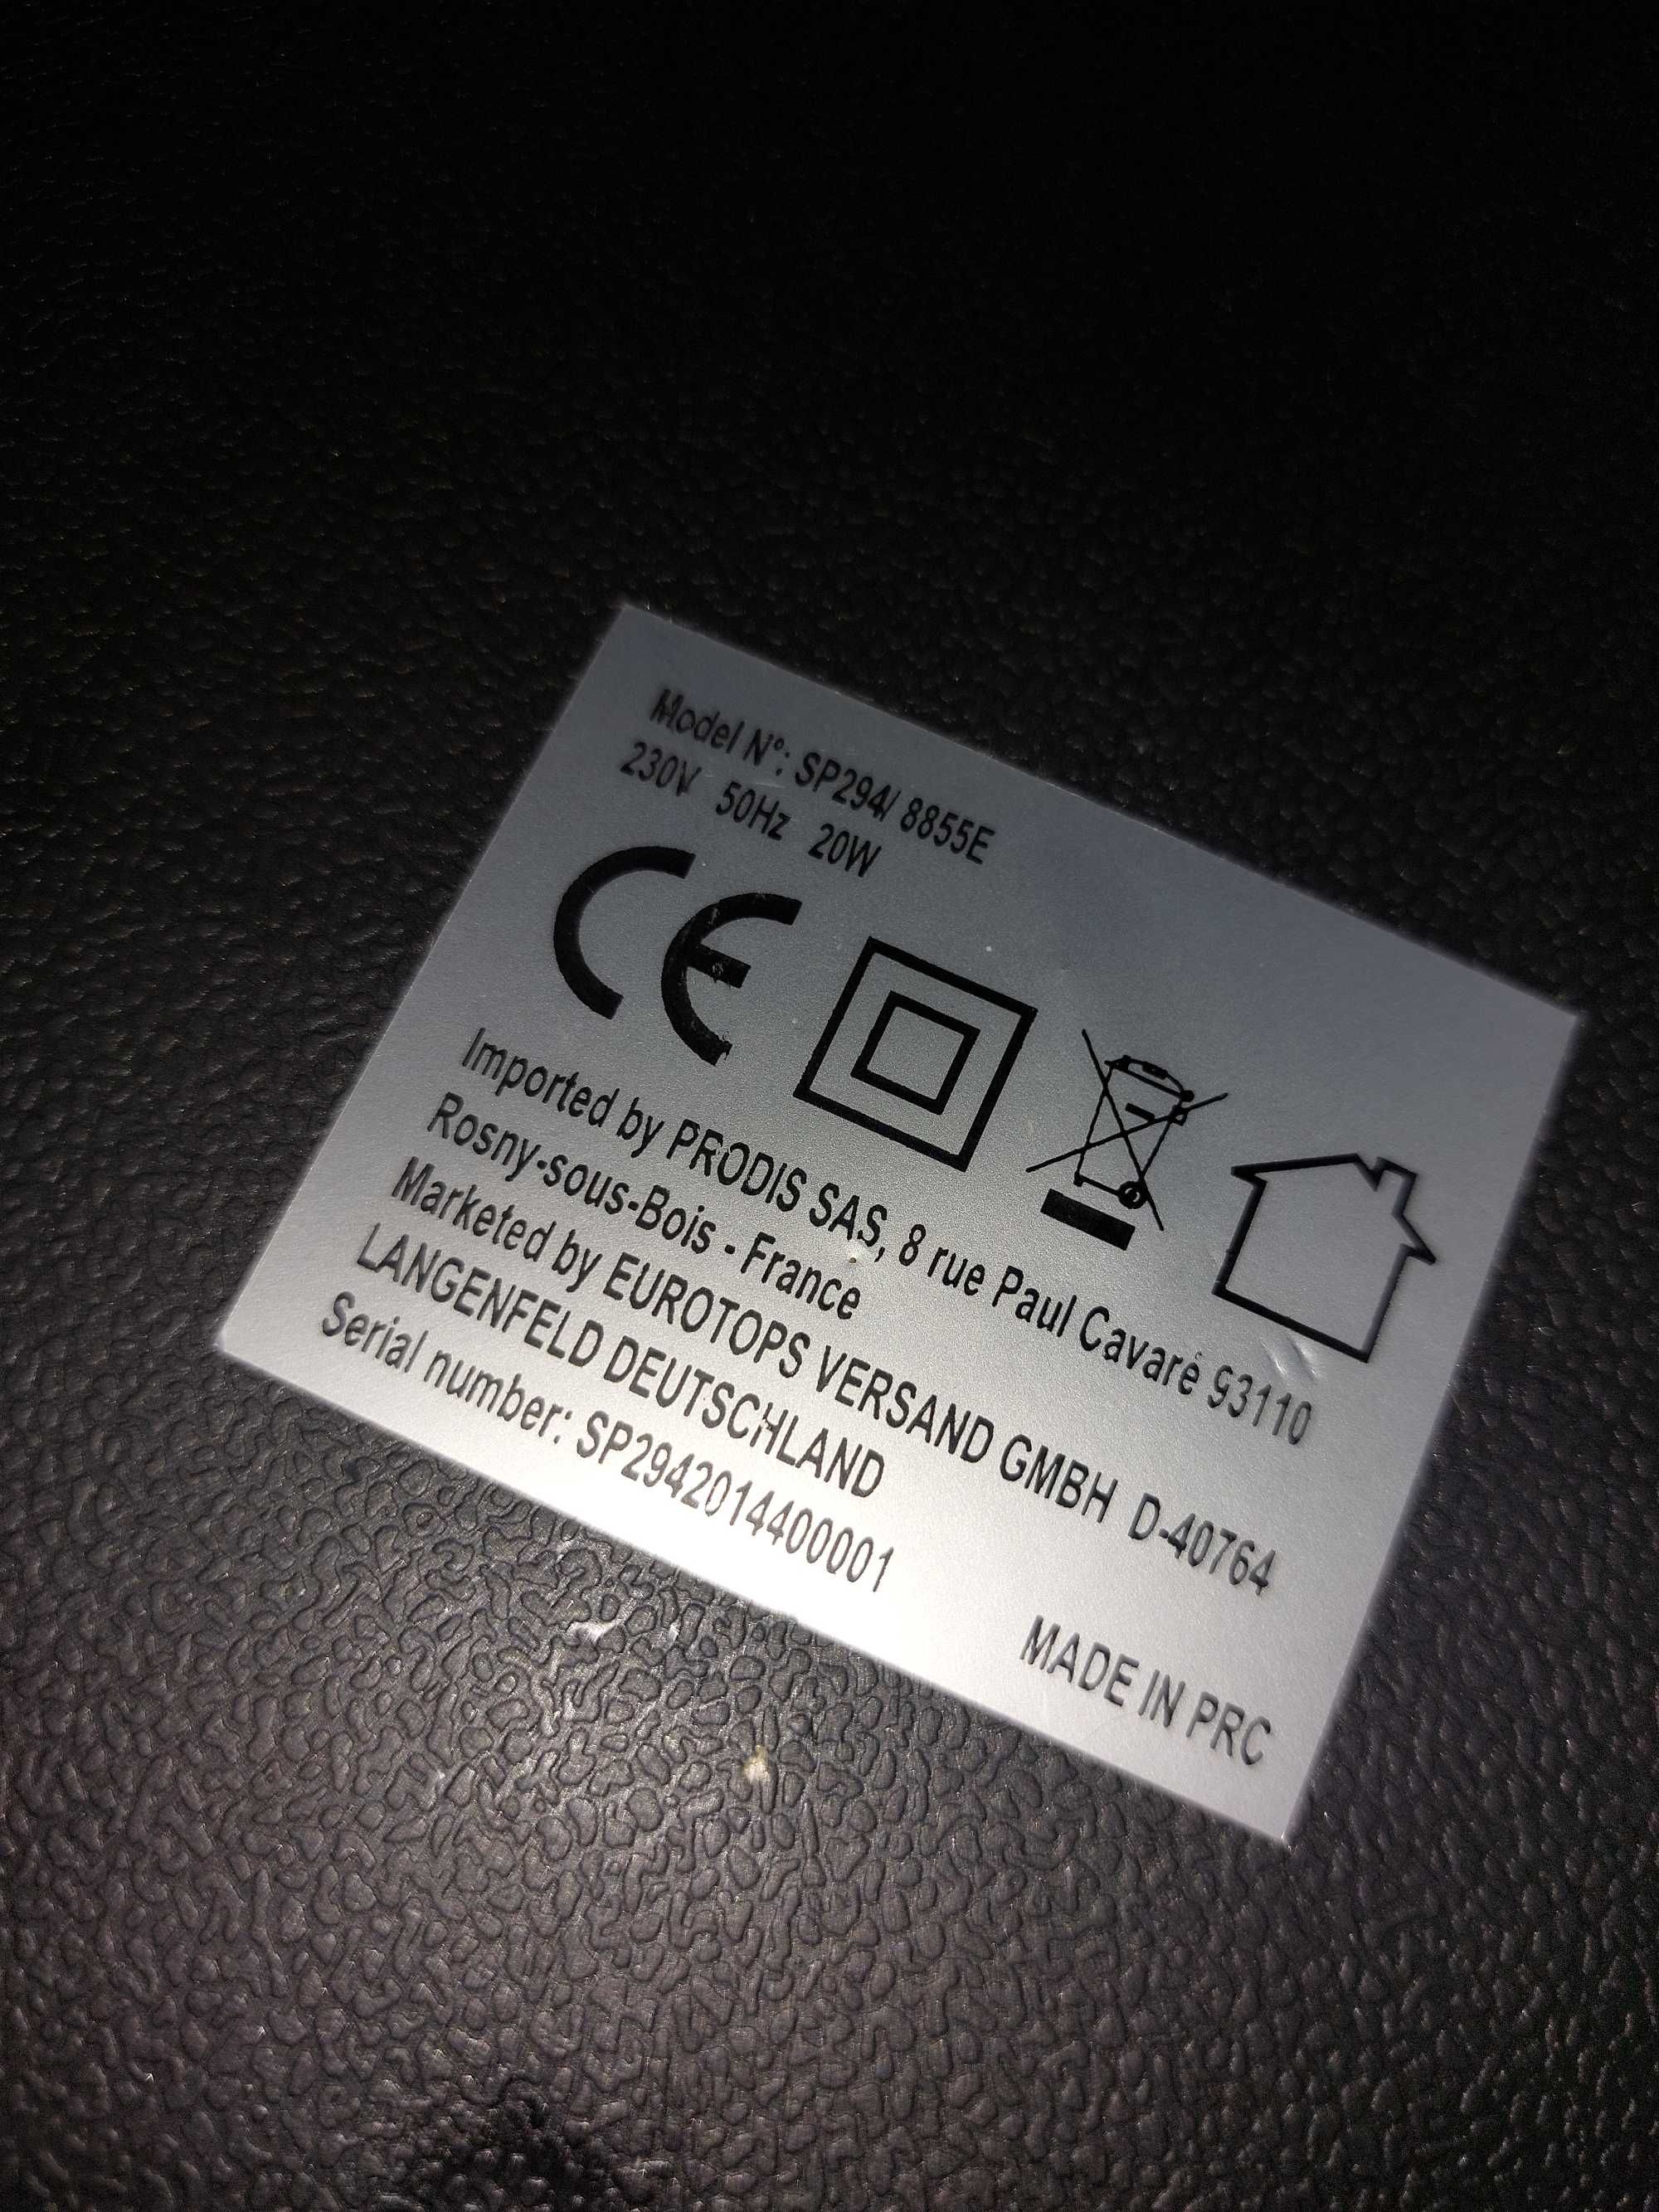 Model N°: SP294/ 8855E
230V 50Hz 20W
CE
Imported by PRODIS SAS, 8 rue Paul Cavaré 93110
Rosny-sous-Bois - France
Marketed by EUROTOPS VERSAND GMBH D-40764
LANGENFELD DEUTSCHLAND
Serial number: SP2942014400001
MADE IN PRC